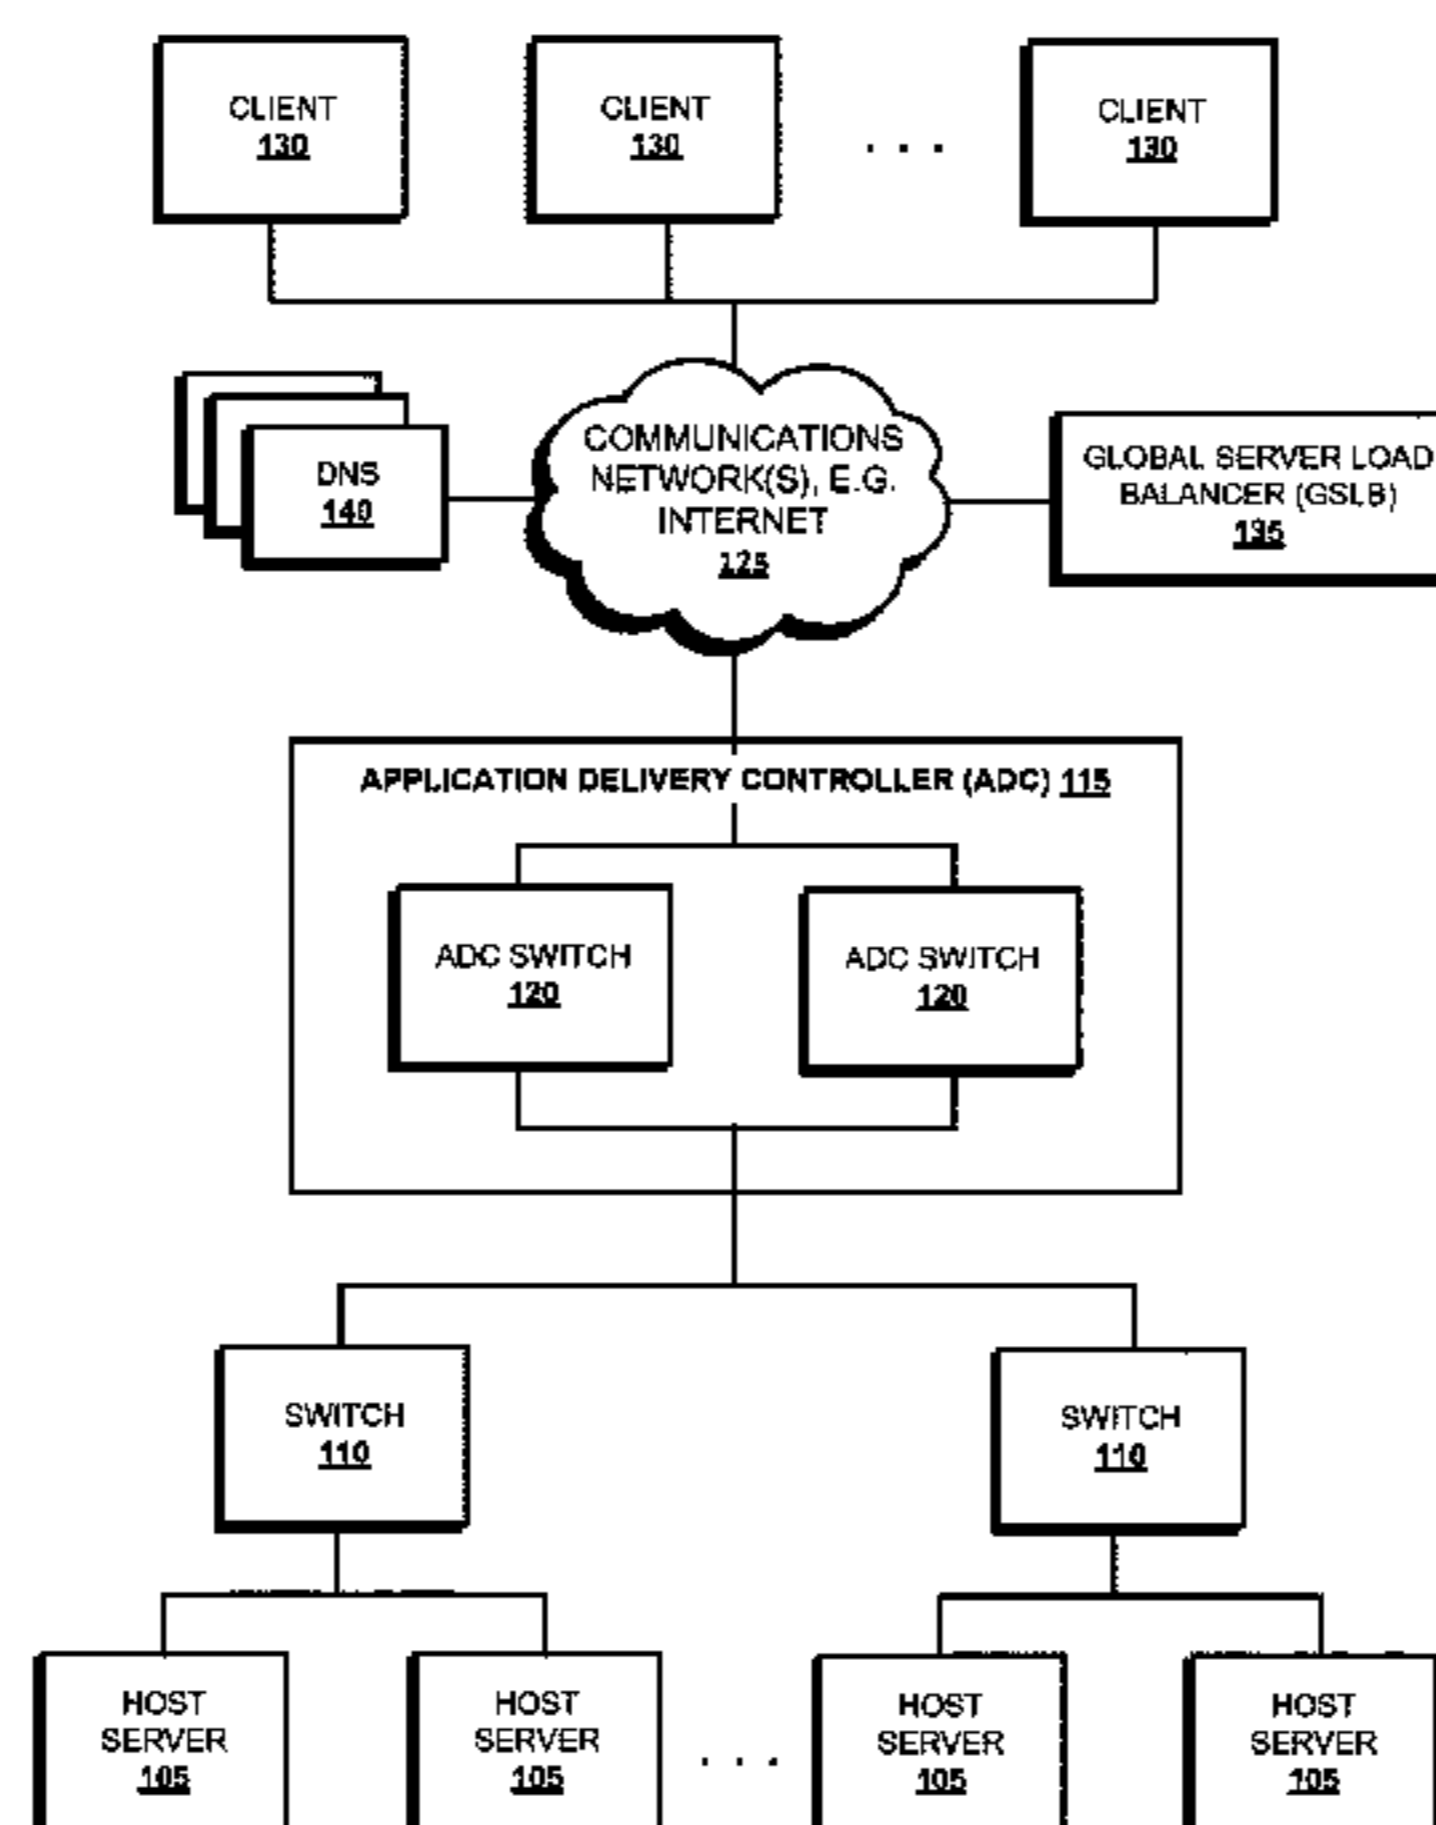 CLIENT
130
CLIENT
130
. . .
CLIENT
130
DNS
140
COMMUNICATIONS
NETWORK(S), E.G.
INTERNET
125
GLOBAL SERVER LOAD
BALANCER (GSLB)
135
APPLICATION DELIVERY CONTROLLER (ADC) 115
ADC SWITCH
120
ADC SWITCH
120
SWITCH
110
SWITCH
110
HOST
SERVER
105
HOST
SERVER
105
. . .
HOST
SERVER
105
HOST
SERVER
105